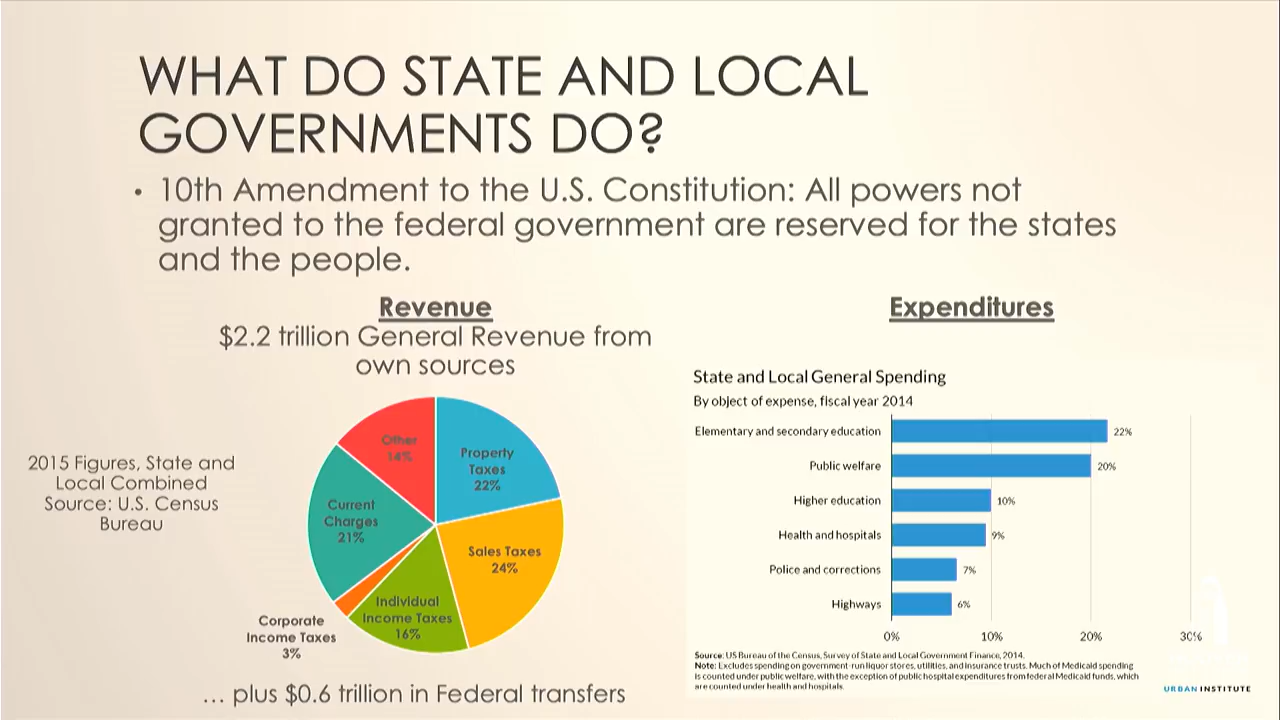 WHAT DO STATE AND LOCAL
GOVERNMENTS DO?
• 10th Amendment to the U.S. Constitution: All powers not
granted to the federal government are reserved for the states
and the people.
Revenue
$2.2 trillion General Revenue from
own sources
2015 Figures, State and
Local Combined
Source: U.S. Census
Bureau
Other
14%
Property
Taxes
22%
Current
Charges
21%
Sales Taxes
24%
Individual
Income Taxes
16%
Corporate
Income Taxes
3%
… plus $0.6 trillion in Federal transfers
Expenditures
State and Local General Spending
By object of expense, fiscal year 2014
Elementary and secondary education 22%
Public welfare 20%
Higher education 10%
Health and hospitals 9%
Police and corrections 7%
Highways 6%
0% 10% 20% 30%
Source: US Bureau of the Census, Survey of State and Local Government Finance, 2014.
Note: Excludes spending on government-run liquor stores, utilities, and insurance trusts. Much of Medicaid spending
is counted under public welfare, with the exception of public hospital expenditures from federal Medicaid funds, which
are counted under health and hospitals.
URBAN INSTITUTE